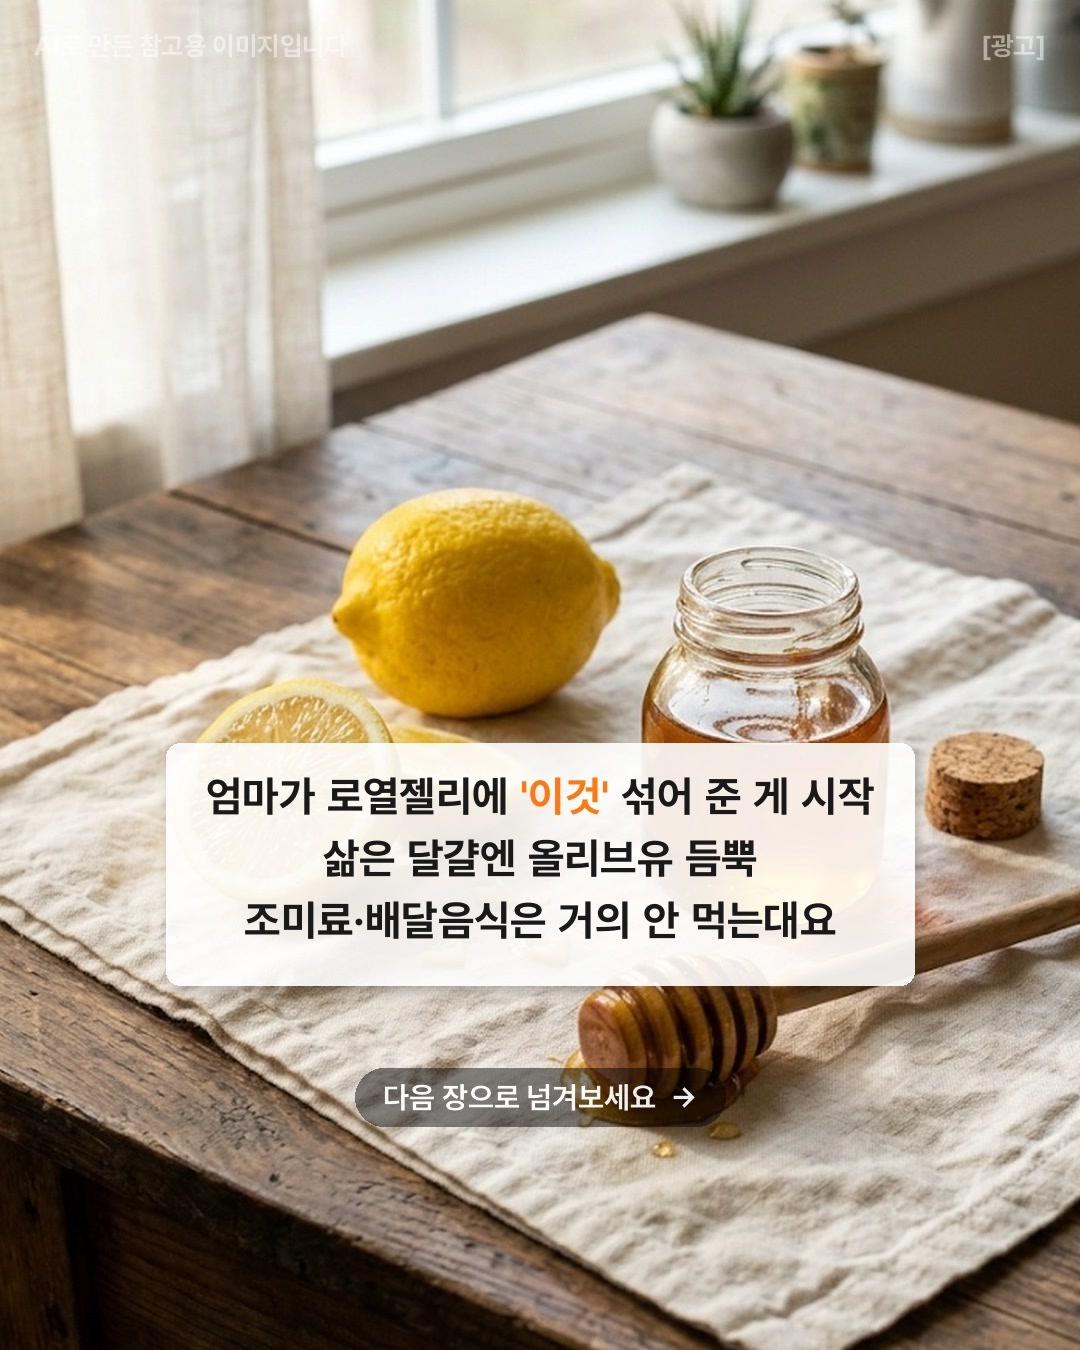 AI로 만든 참고용 이미지입니다
[광고]
엄마가 로열젤리에 '이것' 섞어 준 게 시작
삶은 달걀엔 올리브유 듬뿍
조미료·배달음식은 거의 안 먹는대요
다음 장으로 넘겨보세요 →